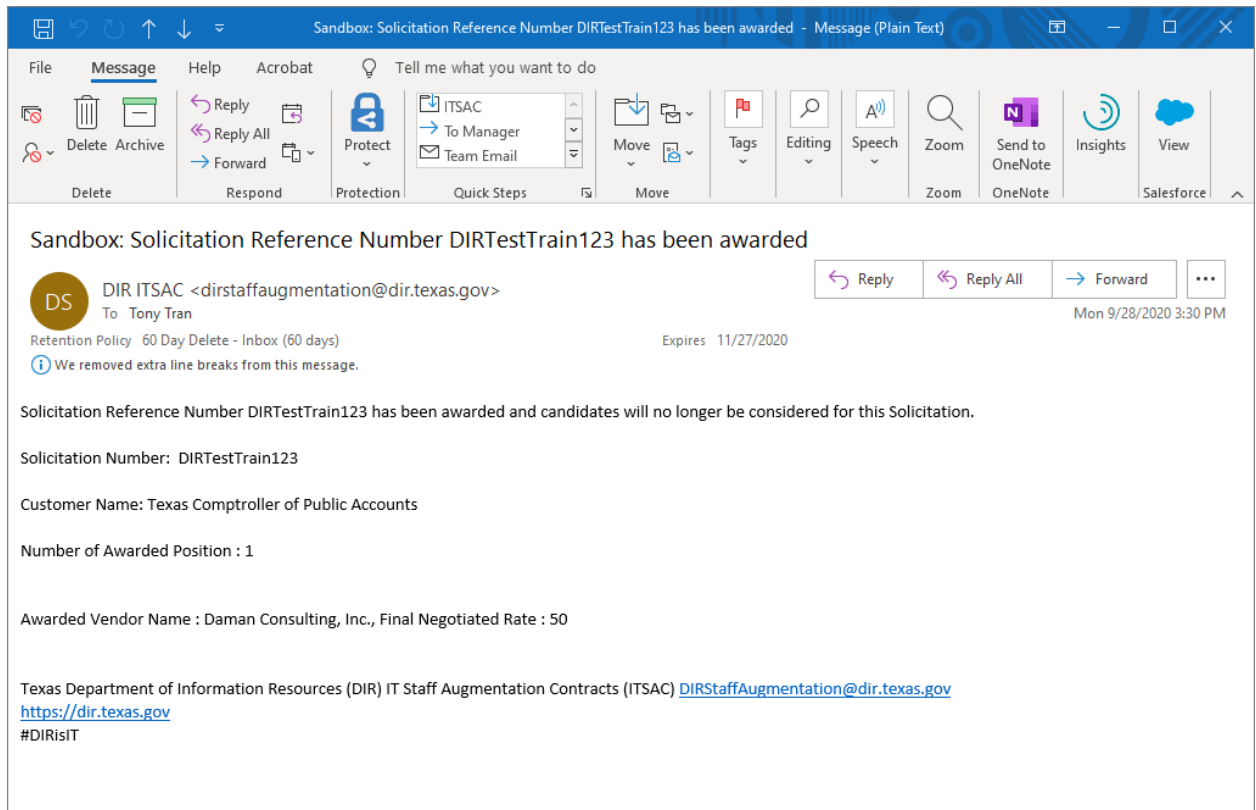 Sandbox: Solicitation Reference Number DIRTestTrain123 has been awarded - Message (Plain Text)
File Message Help Acrobat Tell me what you want to do
Delete Archive
Reply
Reply All
Forward
Protect
ITSAC
To Manager
Team Email
Move
Tags
Editing
Speech
Zoom
Send to
OneNote
Insights
View
Delete Respond Protection Quick Steps Move Zoom OneNote Salesforce
Sandbox: Solicitation Reference Number DIRTestTrain123 has been awarded
DS
DIR ITSAC <dirstaffaugmentation@dir.texas.gov>
To Tony Tran
Reply Reply All Forward
Mon 9/28/2020 3:30 PM
Retention Policy 60 Day Delete - Inbox (60 days) Expires 11/27/2020
We removed extra line breaks from this message.
Solicitation Reference Number DIRTestTrain123 has been awarded and candidates will no longer be considered for this Solicitation.
Solicitation Number: DIRTestTrain123
Customer Name: Texas Comptroller of Public Accounts
Number of Awarded Position : 1
Awarded Vendor Name : Daman Consulting, Inc., Final Negotiated Rate : 50
Texas Department of Information Resources (DIR) IT Staff Augmentation Contracts (ITSAC) DIRStaffAugmentation@dir.texas.gov
https://dir.texas.gov
#DIRisIT